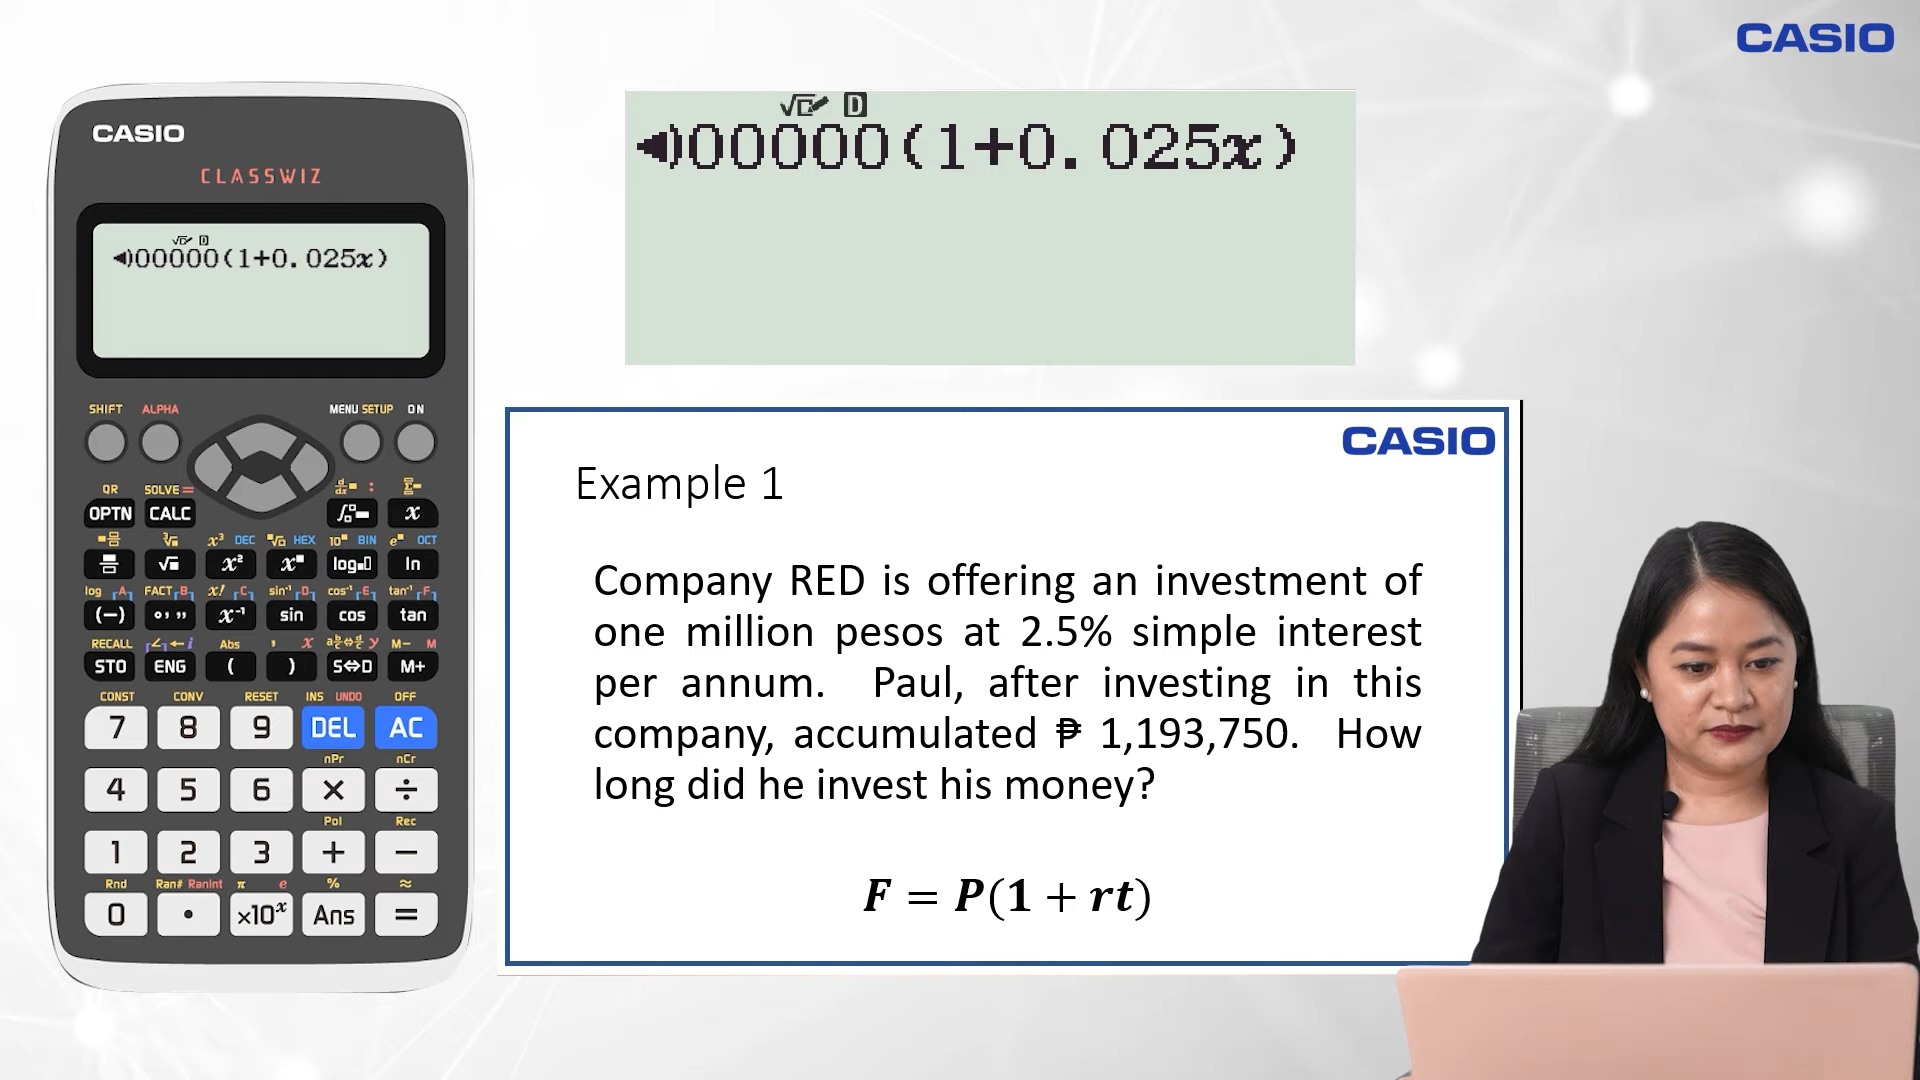 CASIO
CASIO
CLASSWIZ
√ D
00000(1+0.025x)
SHIFT ALPHA MENU SETUP ON
QR SOLVE = d/dx :
OPTN CALC x
DEC HEX BIN OCT
x³ 10 e
√ x² log ln
log A FACT B x! C sin⁻¹ D cos⁻¹ E tan⁻¹ F
(−) ° ' '' x⁻¹ sin cos tan
RECALL ∠ ← i Abs , x a b/c⇔d/c y M− M
STO ENG ( ) S⇔D M+
CONST CONV RESET INS UNDO OFF
7 8 9 DEL AC
nPr nCr
4 5 6 × ÷
Pol Rec
1 2 3 + −
Rnd Ran# RanInt π e % ≈
0 • ×10ˣ Ans =
√ D
00000(1+0.025x)
CASIO
Example 1
Company RED is offering an investment of
one million pesos at 2.5% simple interest
per annum. Paul, after investing in this
company, accumulated ₱ 1,193,750. How
long did he invest his money?
F = P(1 + rt)